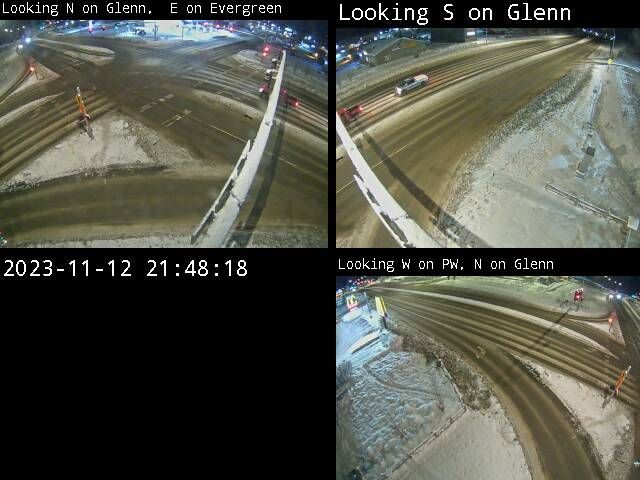 Looking N on Glenn, E on Evergreen
Looking S on Glenn
2023-11-12 21:48:18
Looking W on PW, N on Glenn